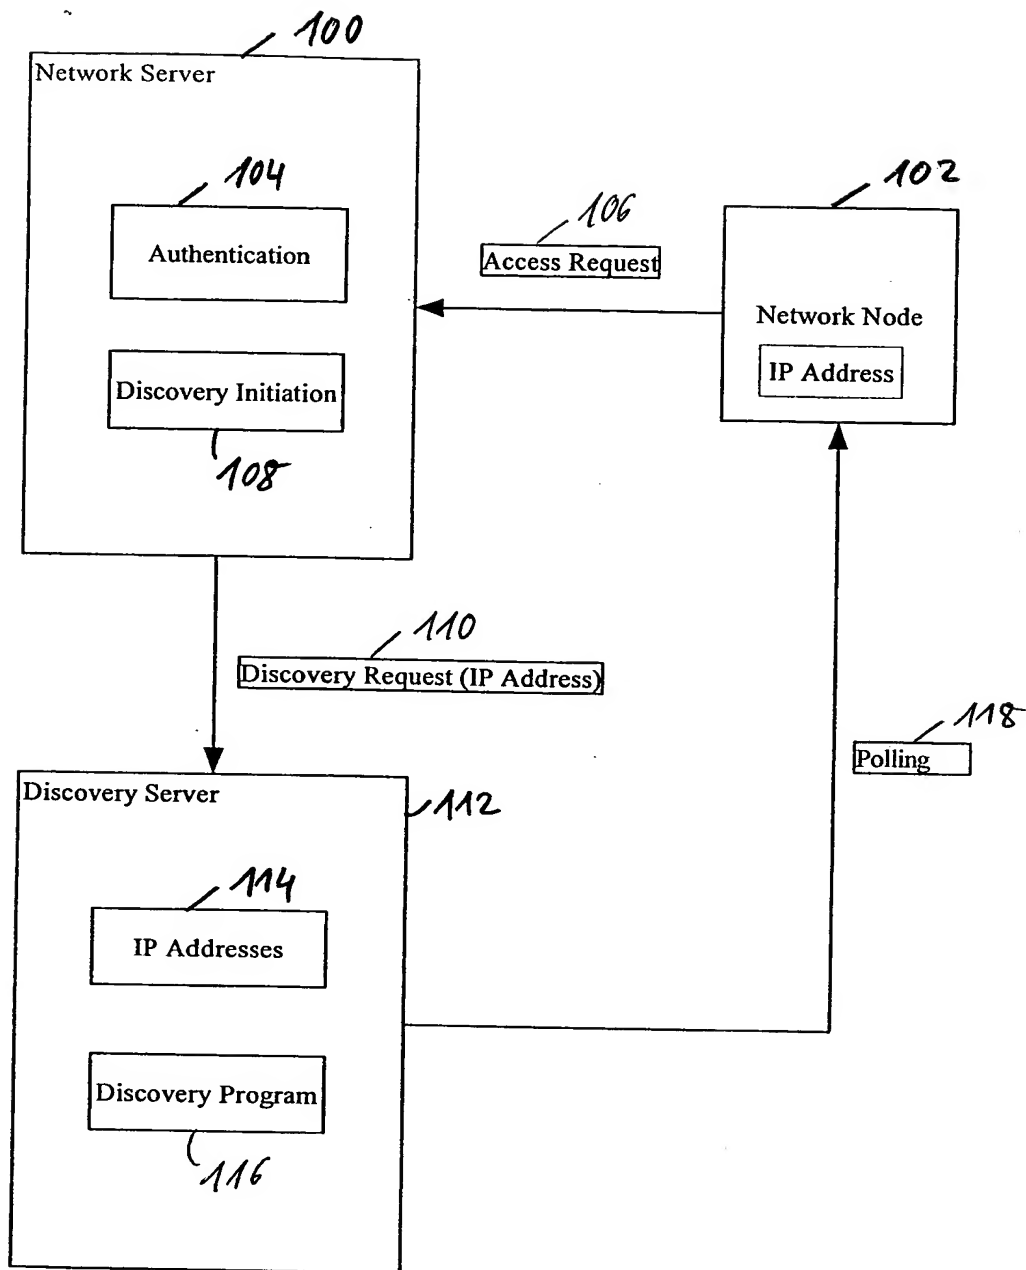 100
Network Server
104
102
106
Authentication
Access Request
Network Node
IP Address
Discovery Initiation
108
110
Discovery Request (IP Address)
118
Polling
Discovery Server
112
114
IP Addresses
Discovery Program
116